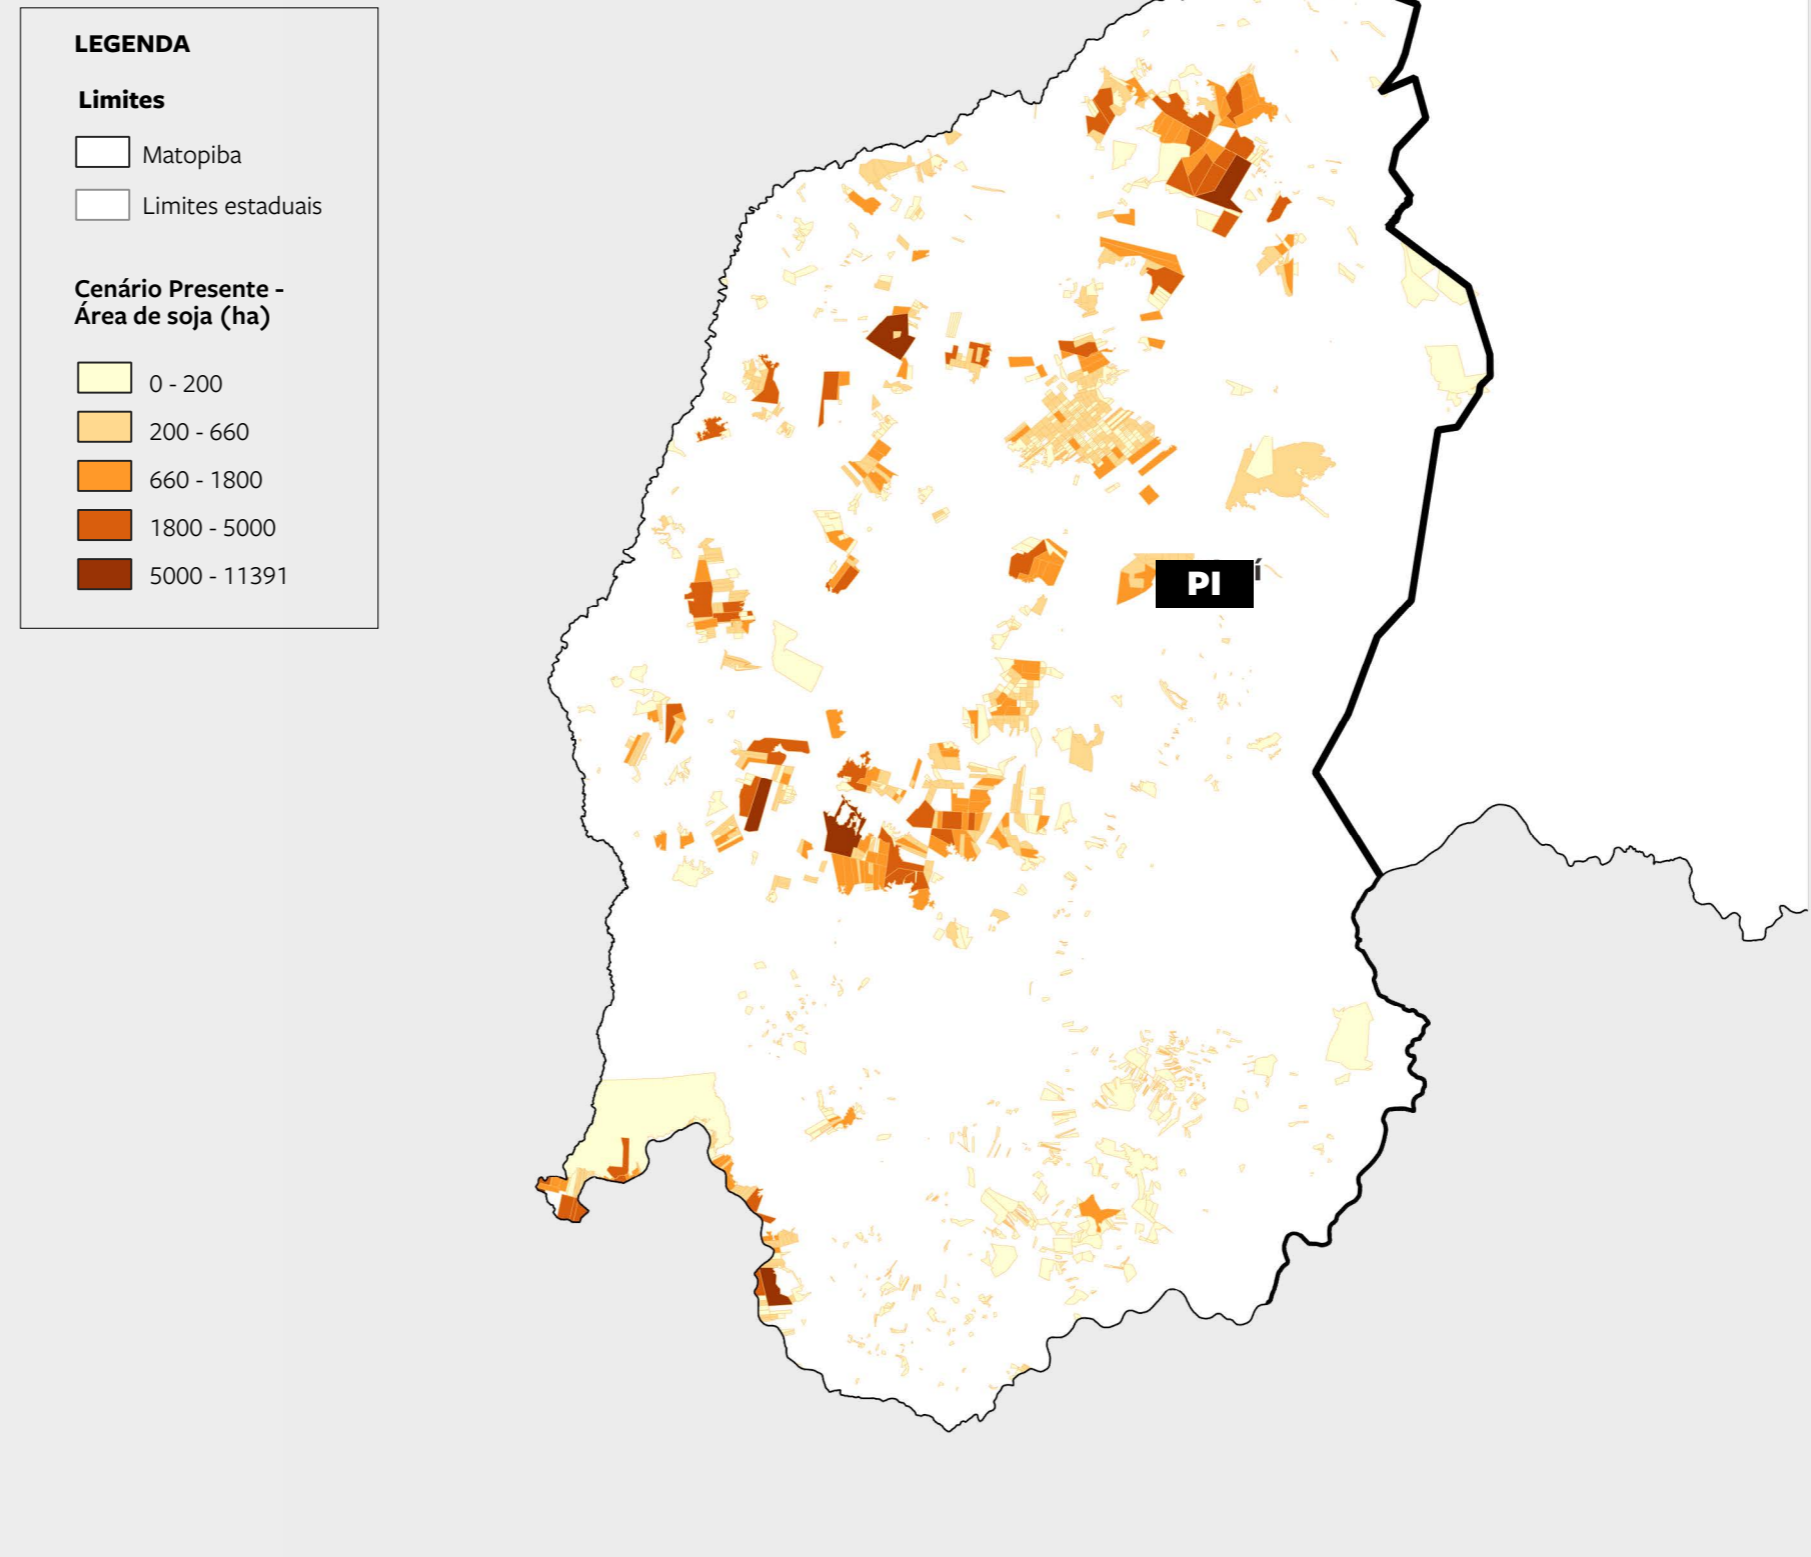 LEGENDA
Limites
Matopiba
Limites estaduais
Cenário Presente -
Área de soja (ha)
0 - 200
200 - 660
660 - 1800
1800 - 5000
5000 - 11391
PI
í